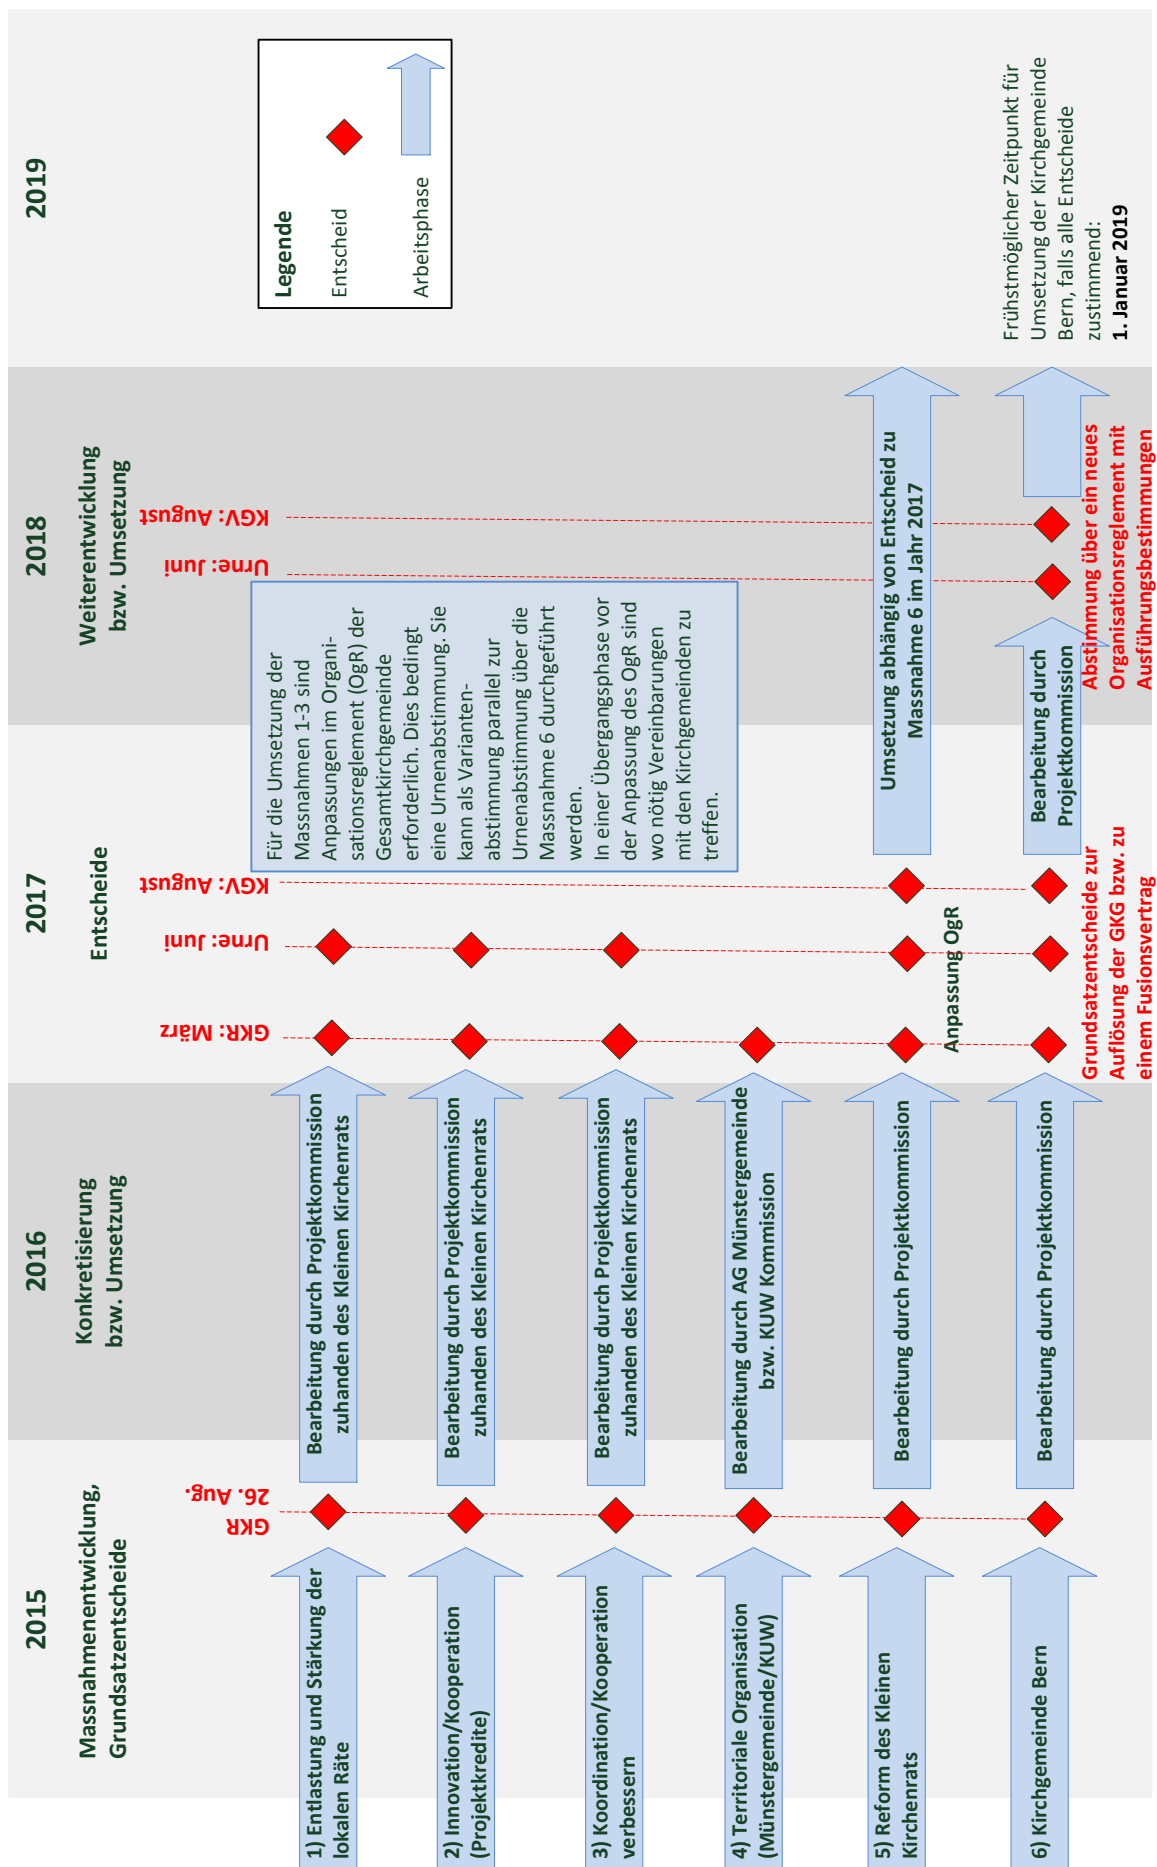 2015
Massnahmenentwicklung,
Grundsatzentscheide
2016
Konkretisierung
bzw. Umsetzung
2017
Entscheide
2018
Weiterentwicklung
bzw. Umsetzung
2019
GKR
26. Aug.
GKR: März
Urne: Juni
KGV: August
Urne: Juni
KGV: August
Legende
Entscheid
Arbeitsphase
1) Entlastung und Stärkung der
lokalen Räte
Bearbeitung durch Projektkommission
zuhanden des Kleinen Kirchenrats
2) Innovation/Kooperation
(Projektkredite)
Bearbeitung durch Projektkommission
zuhanden des Kleinen Kirchenrats
3) Koordination/Kooperation
verbessern
Bearbeitung durch Projektkommission
zuhanden des Kleinen Kirchenrats
Für die Umsetzung der
Massnahmen 1-3 sind
Anpassungen im Organi-
sationsreglement (OgR) der
Gesamtkirchgemeinde
erforderlich. Dies bedingt
eine Urnenabstimmung. Sie
kann als Varianten-
abstimmung parallel zur
Urnenabstimmung über die
Massnahme 6 durchgeführt
werden.
In einer Übergangsphase vor
der Anpassung des OgR sind
wo nötig Vereinbarungen
mit den Kirchgemeinden zu
treffen.
4) Territoriale Organisation
(Münstergemeinde/KUW)
Bearbeitung durch AG Münstergemeinde
bzw. KUW Kommission
5) Reform des Kleinen
Kirchenrats
Bearbeitung durch Projektkommission
Anpassung OgR
Umsetzung abhängig von Entscheid zu
Massnahme 6 im Jahr 2017
6) Kirchgemeinde Bern
Bearbeitung durch Projektkommission
Grundsatzentscheide zur
Auflösung der GKG bzw. zu
einem Fusionsvertrag
Bearbeitung durch
Projektkommission
Abstimmung über ein neues
Organisationsreglement mit
Ausführungsbestimmungen
Frühstmöglicher Zeitpunkt für
Umsetzung der Kirchgemeinde
Bern, falls alle Entscheide
zustimmend:
1. Januar 2019